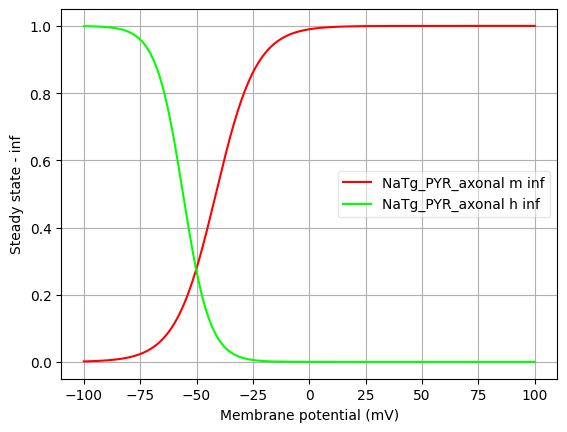 1.0
0.8
0.6
0.4
0.2
0.0
Steady state - inf
NaTg_PYR_axonal m inf
NaTg_PYR_axonal h inf
−100 −75 −50 −25 0 25 50 75 100
Membrane potential (mV)